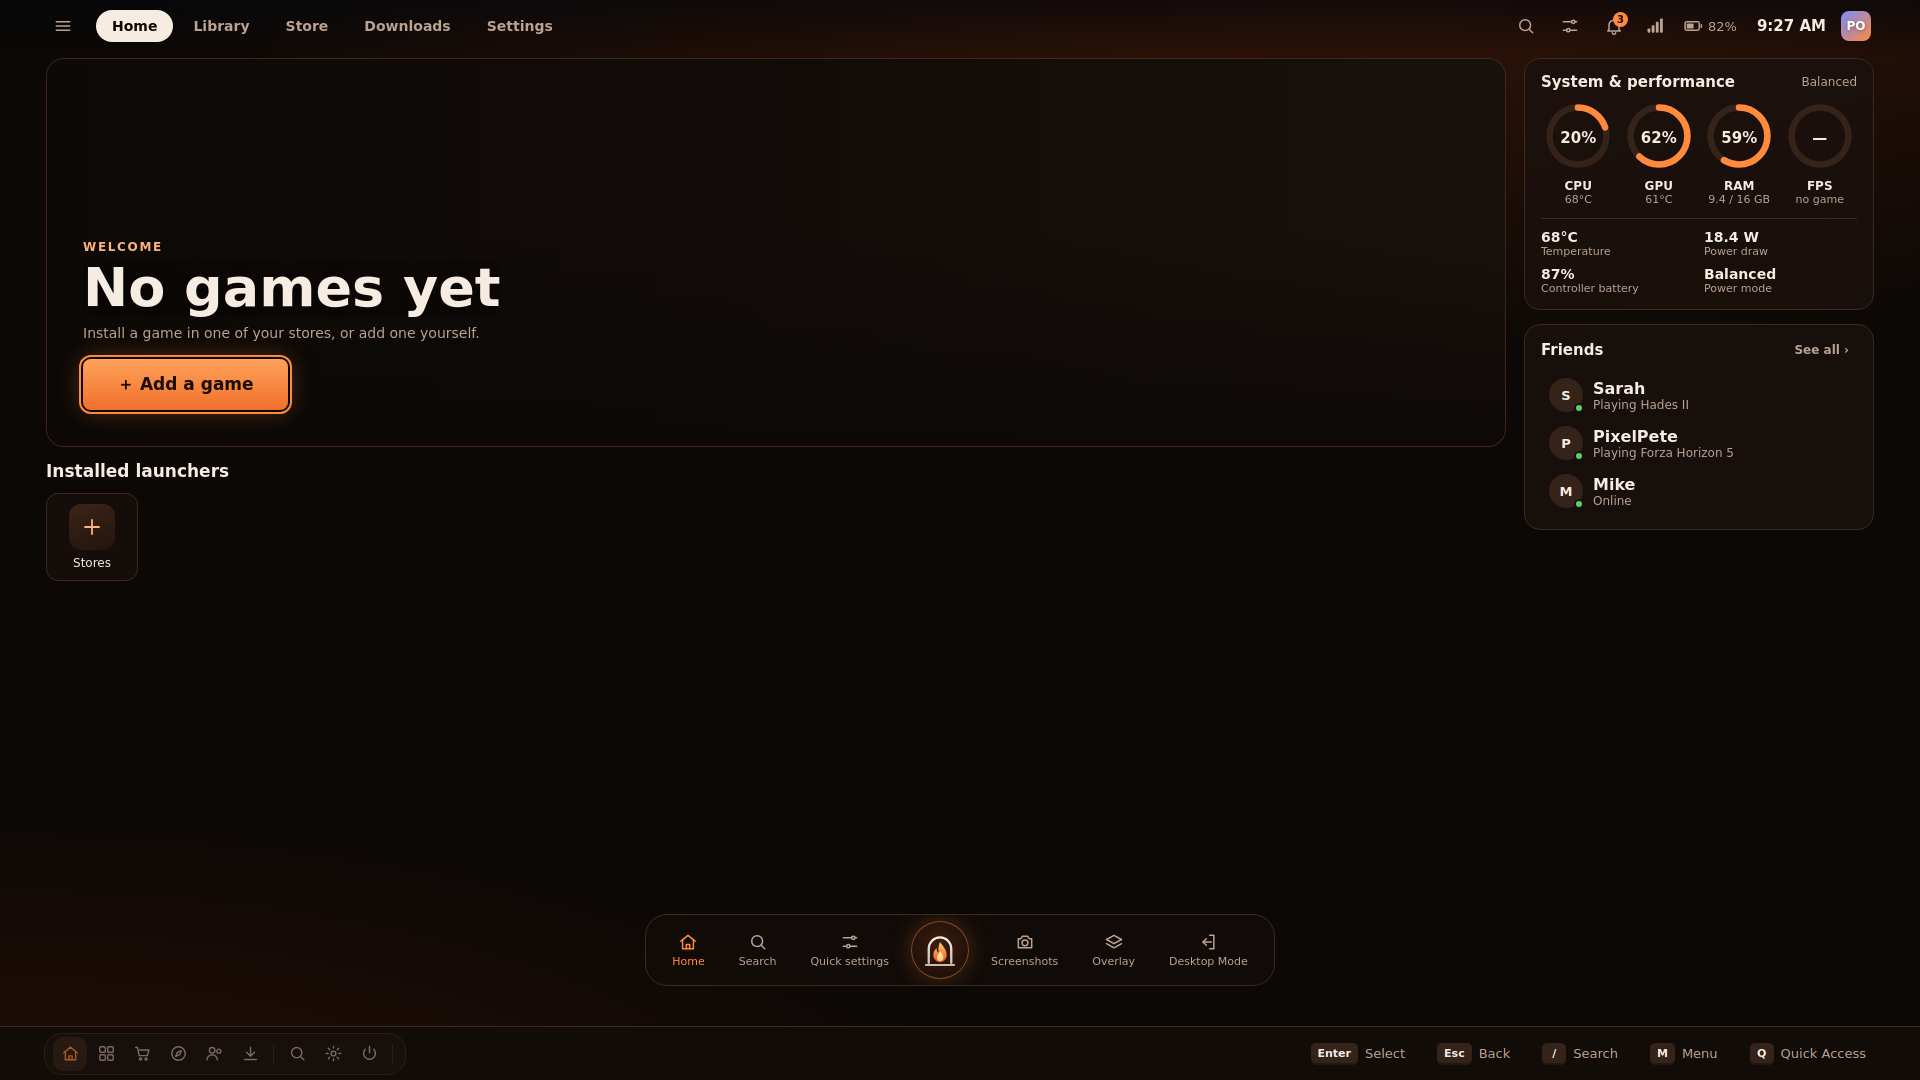 Home Library Store Downloads Settings 3 82% 9:27 AM PO
WELCOME
No games yet
Install a game in one of your stores, or add one yourself.
+ Add a game
Installed launchers
Stores
System & performance Balanced
20% 62% 59% —
CPU GPU RAM FPS
68°C 61°C 9.4 / 16 GB no game
68°C 18.4 W
Temperature Power draw
87% Balanced
Controller battery Power mode
Friends See all ›
S Sarah
Playing Hades II
P PixelPete
Playing Forza Horizon 5
M Mike
Online
Home Search Quick settings Screenshots Overlay Desktop Mode
Enter Select Esc Back / Search M Menu Q Quick Access